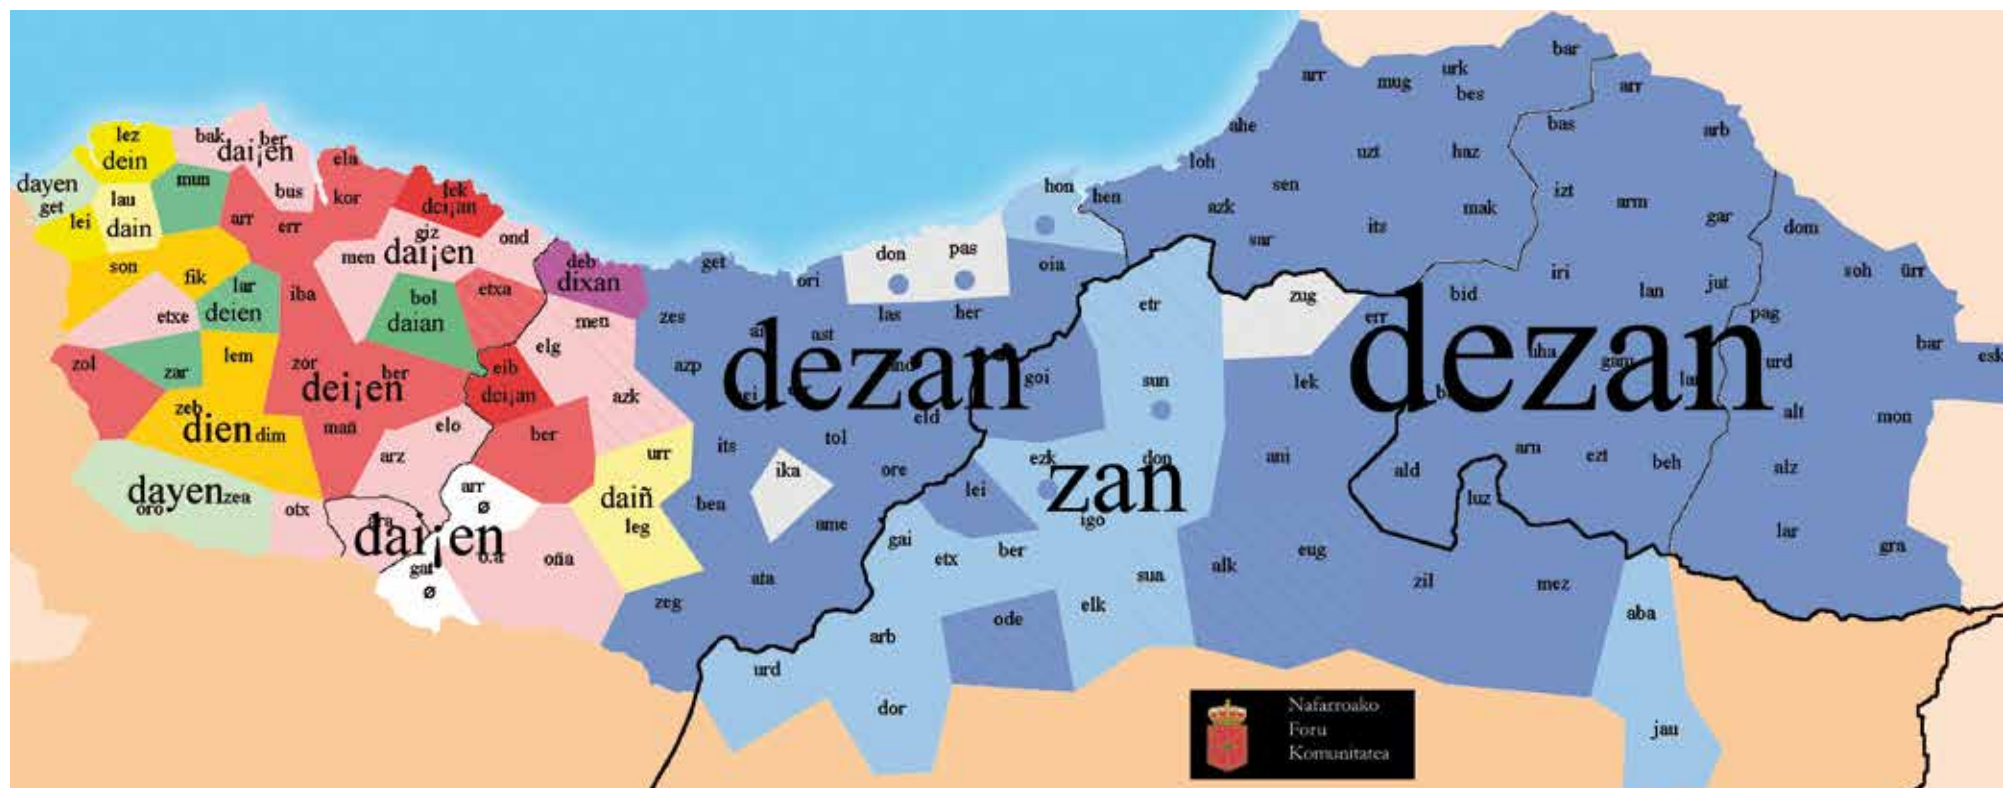 bar
arr mug urk
bes
arr
ahe
bas
arb
lez
dein
bak ber
dai¡en
ela
loh
uzt
haz
mun
dayen
get
lau
dain
lei
bus
kor
lek
dei¡an
hon
hen
sen
izt
arm
azk
mak
gar
arr
err
giz
ond
men
dai¡en
sar
its
dom
don
pas
son
fik
lar
deien
deb
dixan
get
ori
oia
iri
soh
ürr
iba
bol
daian
etxa
lan
jut
etxe
men
zes
las
her
etr
zug
err
bid
pag
ast
dezan
dezan
zol
zar
lem
zor
ber
dei¡en
elg
eib
dei¡an
azp
goi
sun
lek
uha
gam
urd
bar
esk
zeb
dien dim
mañ
elo
ber
azk
eld
alt
mon
arz
urr
its
tol
ezk
don
zan
ani
arn
ezt
beh
dayen zea
oro
otx
arr
ø
daiñ
leg
ika
ore
lei
igo
ald
luz
alz
ben
ame
dai¡en
oña
gat
ø
gai
etx
ber
eug
lar
gra
ata
sua
alk
zil
mez
zeg
ode
elk
aba
arb
urd
dor
jau
Nafarroako
Foru
Komunitatea